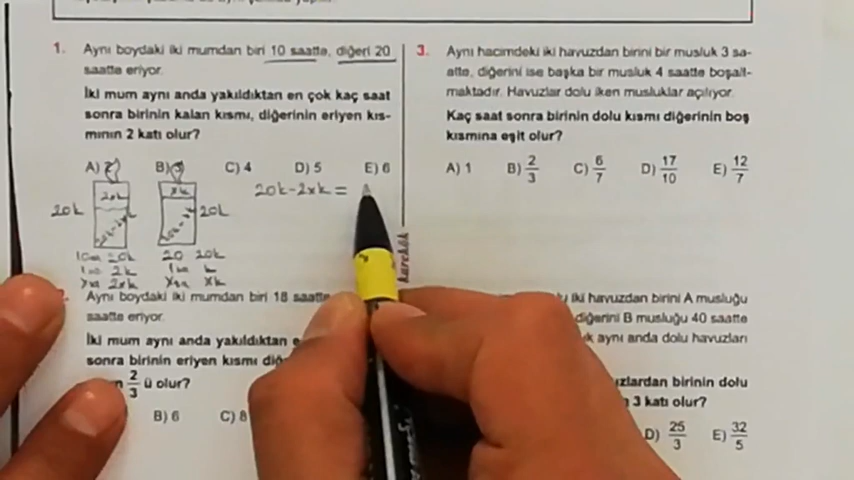 1. Aynı boydaki iki mumdan biri 10 saatte, diğeri 20
saatte eriyor.
İki mum aynı anda yakıldıktan en çok kaç saat
sonra birinin kalan kısmı, diğerinin eriyen kıs-
mının 2 katı olur?
A) 2 B) 3 C) 4 D) 5 E) 6
20k-2xk=
20k 20k
20 20k
1sa 2k 1sa k
2xk xk
Aynı boydaki iki mumdan biri 18 saatte
saatte eriyor.
İki mum aynı anda yakıldıktan
sonra birinin eriyen kısmı
2/3 ü olur?
B) 6 C) 8
3. Aynı hacimdeki iki havuzdan birini bir musluk 3 sa-
atte, diğerini ise başka bir musluk 4 saatte boşalt-
maktadır. Havuzlar dolu iken musluklar açılıyor.
Kaç saat sonra birinin dolu kısmı diğerinin boş
kısmına eşit olur?
A) 1 B) 2/3 C) 6/7 D) 17/10 E) 12/7
karekök
iki havuzdan birini A musluğu
diğerini B musluğu 40 saatte
aynı anda dolu havuzları
birinin dolu
3 katı olur?
D) 25/3 E) 32/5